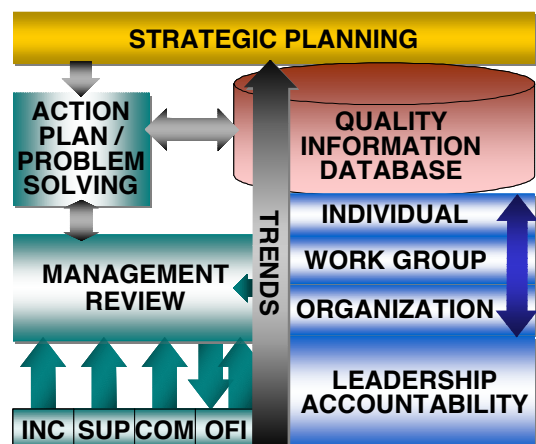 STRATEGIC PLANNING
ACTION
PLAN /
PROBLEM
SOLVING
QUALITY
INFORMATION
DATABASE
TRENDS
INDIVIDUAL
WORK GROUP
ORGANIZATION
MANAGEMENT
REVIEW
LEADERSHIP
ACCOUNTABILITY
INC SUP COM OFI